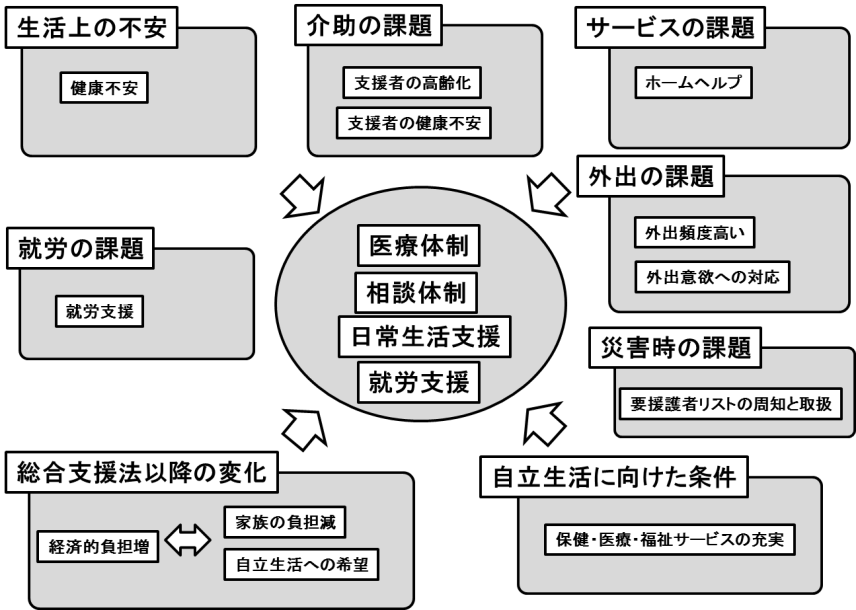 生活上の不安
健康不安
介助の課題
支援者の高齢化
支援者の健康不安
サービスの課題
ホームヘルプ
外出の課題
外出頻度高い
外出意欲への対応
就労の課題
就労支援
医療体制
相談体制
日常生活支援
就労支援
災害時の課題
要援護者リストの周知と取扱
総合支援法以降の変化
経済的負担増
家族の負担減
自立生活への希望
自立生活に向けた条件
保健・医療・福祉サービスの充実